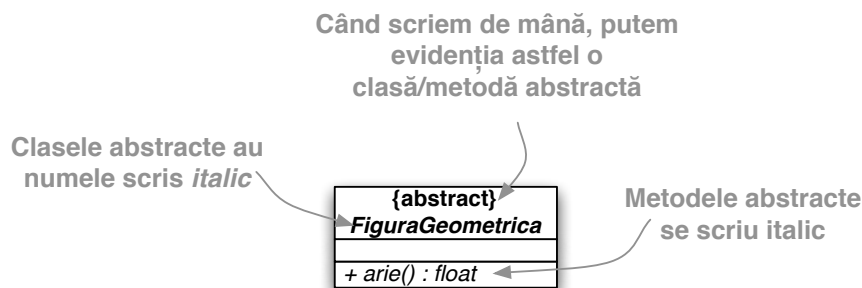 Când scriem de mână, putem
evidenția astfel o
clasă/metodă abstractă
Clasele abstracte au
numele scris italic
{abstract}
FiguraGeometrica
+ arie() : float
Metodele abstracte
se scriu italic